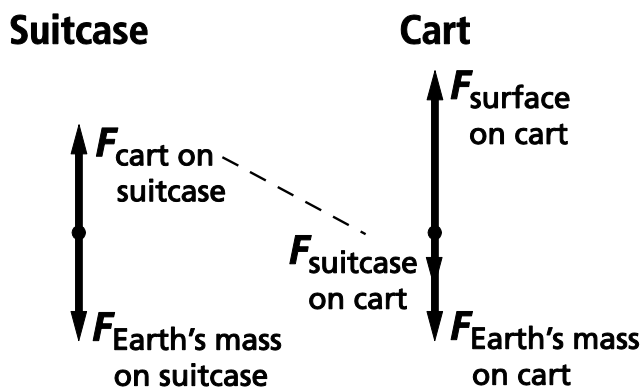 Suitcase
Cart
F surface
on cart
F cart on
suitcase
F suitcase
on cart
F Earth's mass
on suitcase
F Earth's mass
on cart